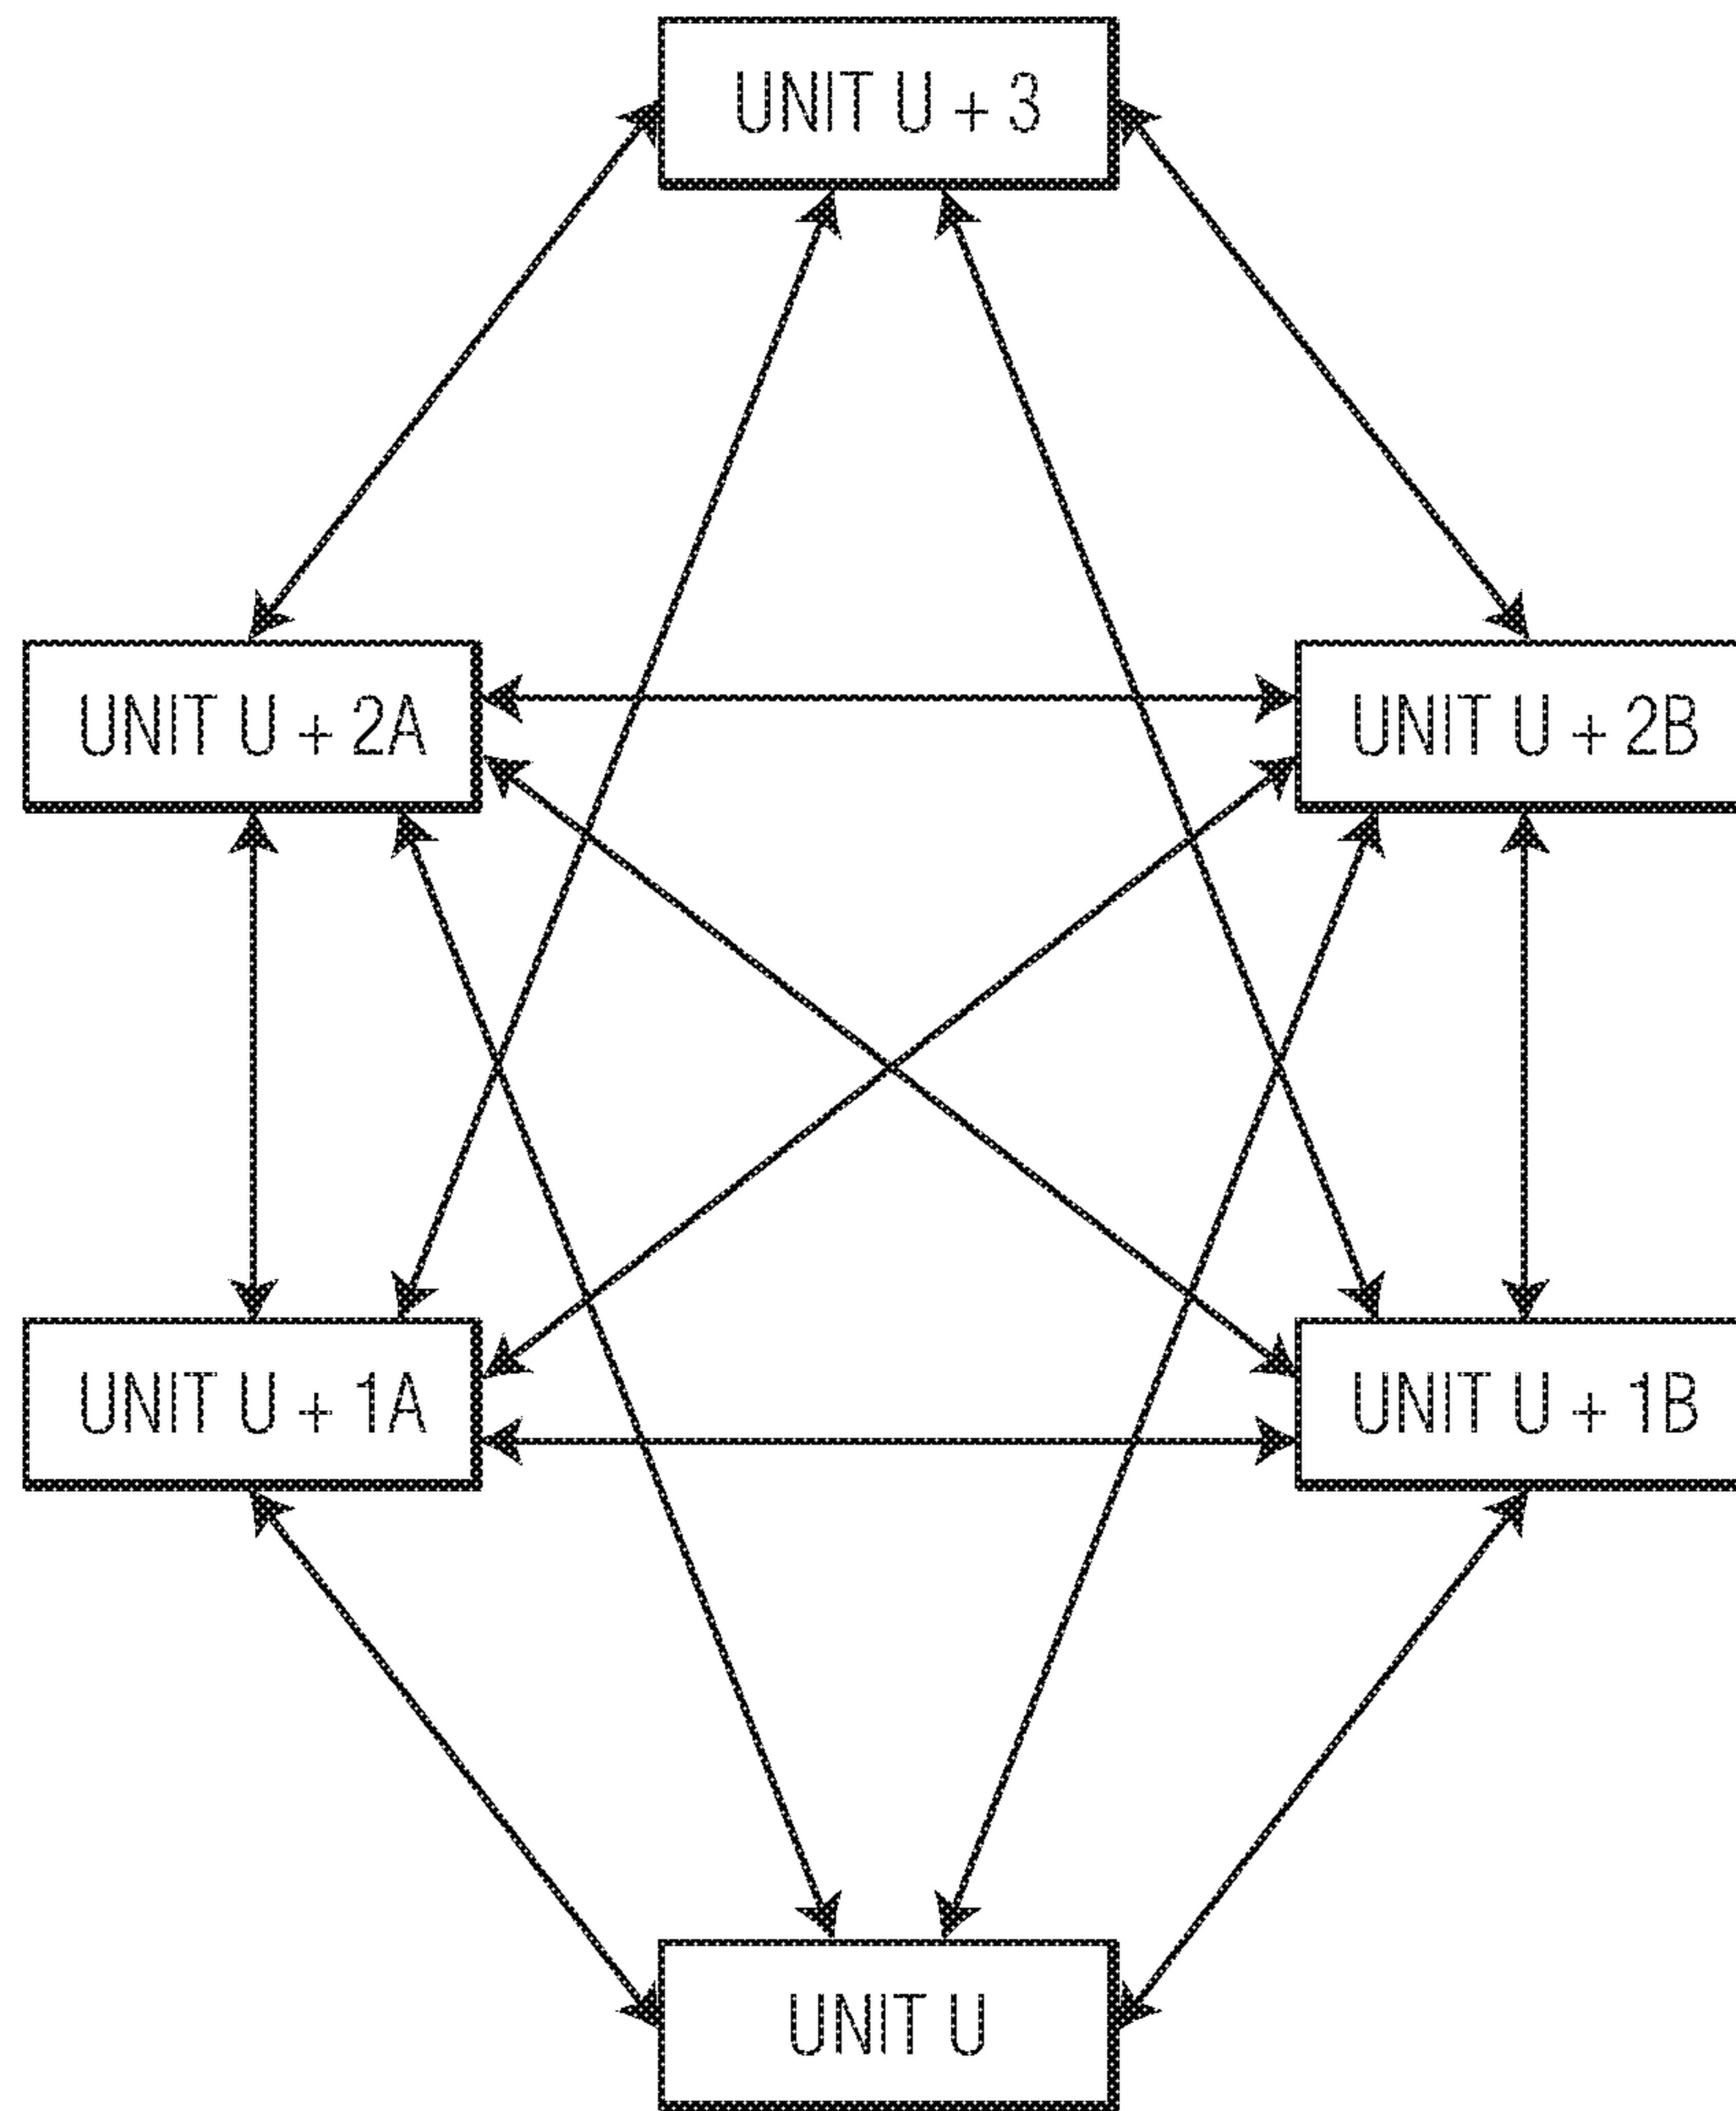 UNIT U + 3
UNIT U + 2A
UNIT U + 2B
UNIT U + 1A
UNIT U + 1B
UNIT U